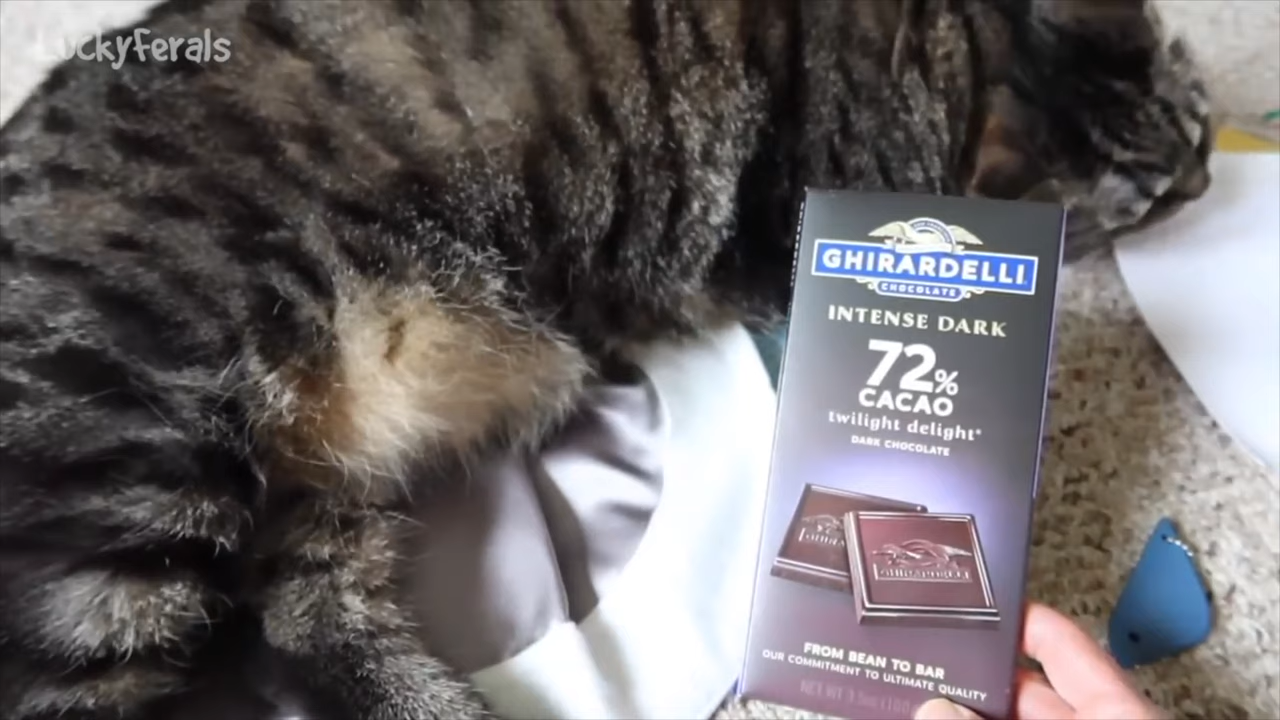 LuckyFerals
GHIRARDELLI
CHOCOLATE
INTENSE DARK
72%
CACAO
twilight delight*
DARK CHOCOLATE
GHIRARDELLI
FROM BEAN TO BAR
OUR COMMITMENT TO ULTIMATE QUALITY